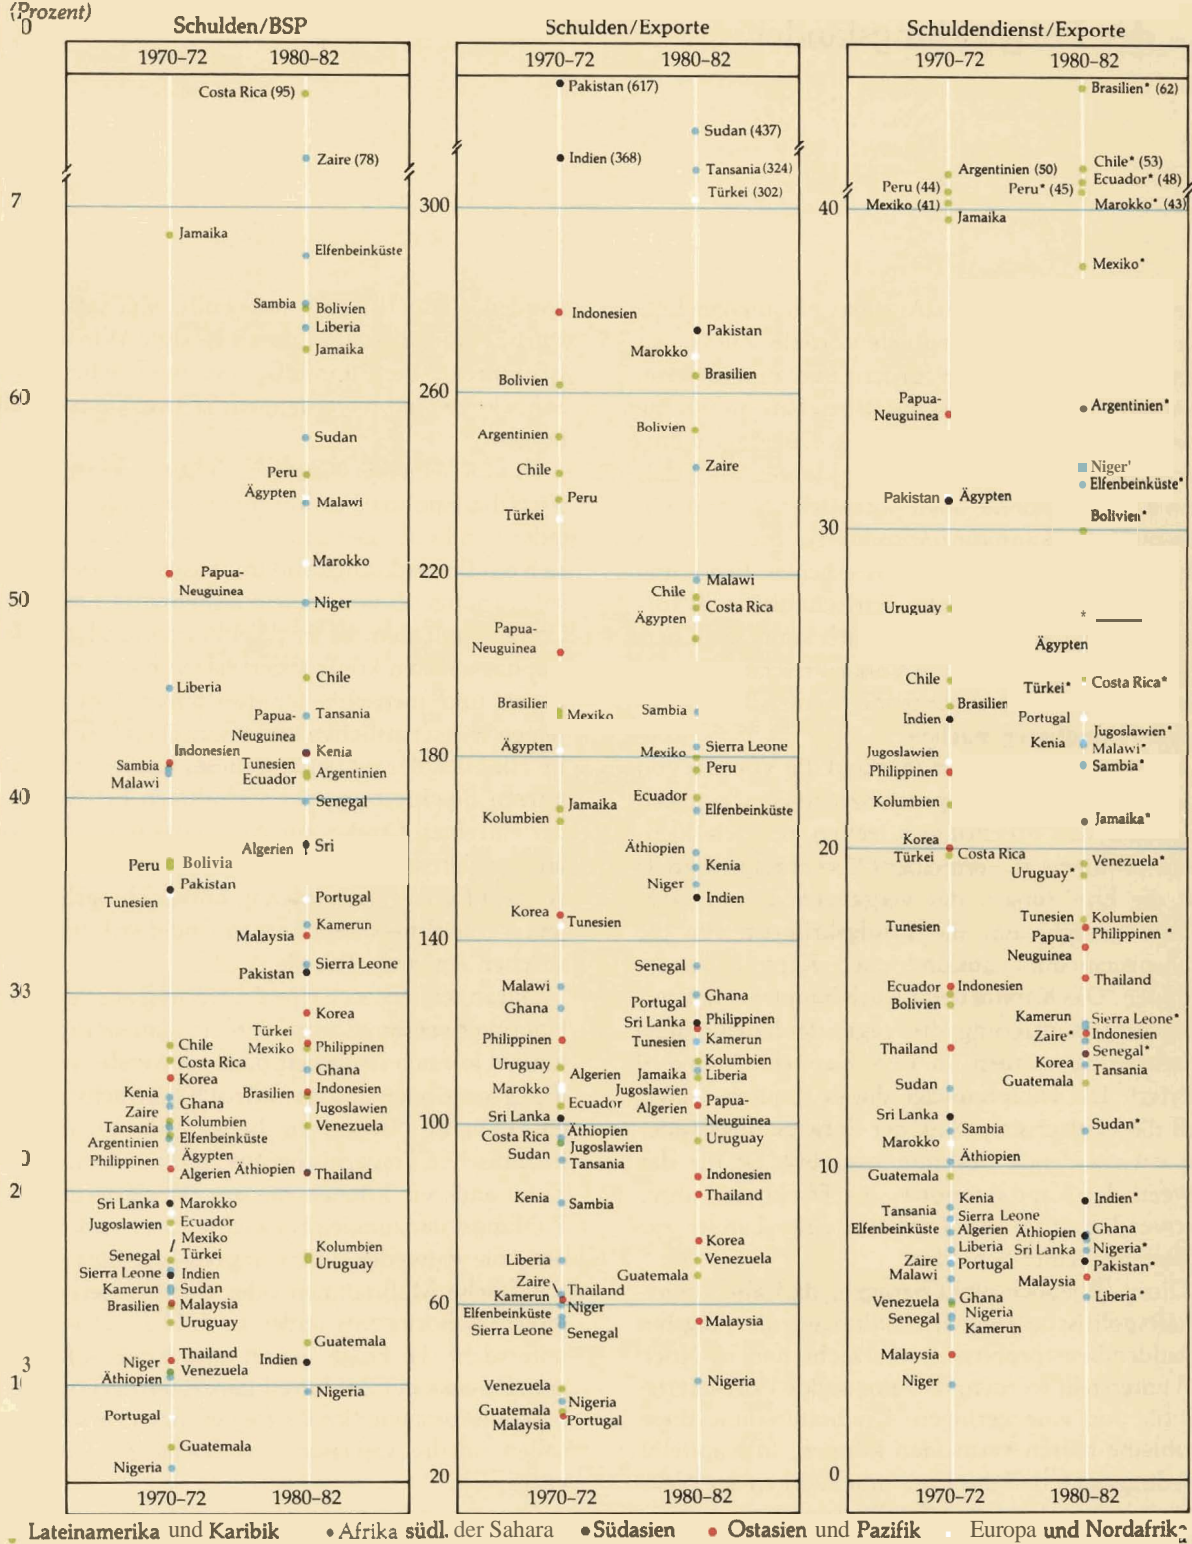 (Prozent)
0
Schulden/BSP
1970–72 1980–82
Costa Rica (95)
Zaire (78)
7
Jamaika
Elfenbeinküste
Sambia
Bolivien
Liberia
Jamaika
60
Sudan
Peru
Ägypten
Malawi
Marokko
Papua-
Neuguinea
50
Niger
Chile
Liberia
Papua-
Neuguinea
Tansania
Indonesien
Kenia
Sambia
Tunesien
Malawi
Ecuador
Argentinien
40
Senegal
Algerien
Sri
Peru
Bolivia
Pakistan
Tunesien
Portugal
Kamerun
Malaysia
Sierra Leone
Pakistan
33
Korea
Türkei
Chile
Mexiko
Philippinen
Costa Rica
Ghana
Korea
Kenia
Brasilien
Indonesien
Ghana
Zaire
Jugoslawien
Kolumbien
Tansania
Venezuela
Argentinien
Elfenbeinküste
Ägypten
Philippinen
Algerien
Äthiopien
Thailand
2
Sri Lanka
Marokko
Jugoslawien
Ecuador
Mexiko
Senegal
Türkei
Kolumbien
Uruguay
Sierra Leone
Indien
Kamerun
Sudan
Brasilien
Malaysia
Uruguay
Guatemala
Thailand
Niger
Indien
3
Venezuela
Äthiopien
1
Nigeria
Portugal
Guatemala
Nigeria
1970–72 1980–82
Schulden/Exporte
1970–72 1980–82
Pakistan (617)
Sudan (437)
Indien (368)
Tansania (324)
Türkei (302)
300
Indonesien
Pakistan
Marokko
Brasilien
Bolivien
260
Bolivien
Argentinien
Zaire
Chile
Peru
Türkei
220
Malawi
Chile
Costa Rica
Ägypten
Papua-
Neuguinea
Brasilien
Mexiko
Sambia
Ägypten
Sierra Leone
180
Mexiko
Peru
Ecuador
Jamaika
Elfenbeinküste
Kolumbien
Äthiopien
Kenia
Niger
Indien
Korea
Tunesien
140
Senegal
Malawi
Ghana
Portugal
Ghana
Sri Lanka
Philippinen
Philippinen
Tunesien
Kamerun
Uruguay
Kolumbien
Algerien
Jamaika
Liberia
Marokko
Jugoslawien
Ecuador
Algerien
Papua-
Neuguinea
Sri Lanka
100
Äthiopien
Costa Rica
Uruguay
Jugoslawien
Sudan
Tansania
Indonesien
Kenia
Sambia
Thailand
Korea
Liberia
Venezuela
Guatemala
Zaire
Thailand
Kamerun
60
Niger
Elfenbeinküste
Malaysia
Sierra Leone
Senegal
Nigeria
Venezuela
Nigeria
Guatemala
Portugal
Malaysia
20
1970–72 1980–82
Schuldendienst/Exporte
1970–72 1980–82
Brasilien* (62)
Chile* (53)
Argentinien (50)
Ecuador* (48)
Peru (44)
Peru* (45)
Mexiko (41)
Marokko* (43)
40
Jamaika
Mexiko*
Papua-
Neuguinea
Argentinien*
Niger'
Elfenbeinküste*
Pakistan
Ägypten
Bolivien*
30
Uruguay
*
Ägypten
Chile
Türkei*
Costa Rica*
Brasilien
Indien
Portugal
Jugoslawien*
Kenia
Malawi*
Jugoslawien
Sambia*
Philippinen
Kolumbien
Jamaika*
Korea
20
Türkei
Costa Rica
Venezuela*
Uruguay*
Tunesien
Kolumbien
Tunesien
Philippinen *
Papua-
Neuguinea
Thailand
Ecuador
Indonesien
Bolivien
Kamerun
Sierra Leone*
Zaire*
Indonesien
Thailand
Senegal*
Korea
Tansania
Guatemala
Sudan
Sri Lanka
Sambia
Sudan*
Marokko
Äthiopien
10
Guatemala
Kenia
Indien*
Tansania
Sierra Leone
Elfenbeinküste
Algerien
Äthiopien
Ghana
Liberia
Sri Lanka
Nigeria*
Zaire
Portugal
Pakistan*
Malawi
Malaysia
Venezuela
Ghana
Liberia*
Senegal
Nigeria
Kamerun
Malaysia
Niger
0
1970–72 1980–82
Lateinamerika und Karibik • Afrika südl. der Sahara • Südasien • Ostasien und Pazifik Europa und Nordafrika